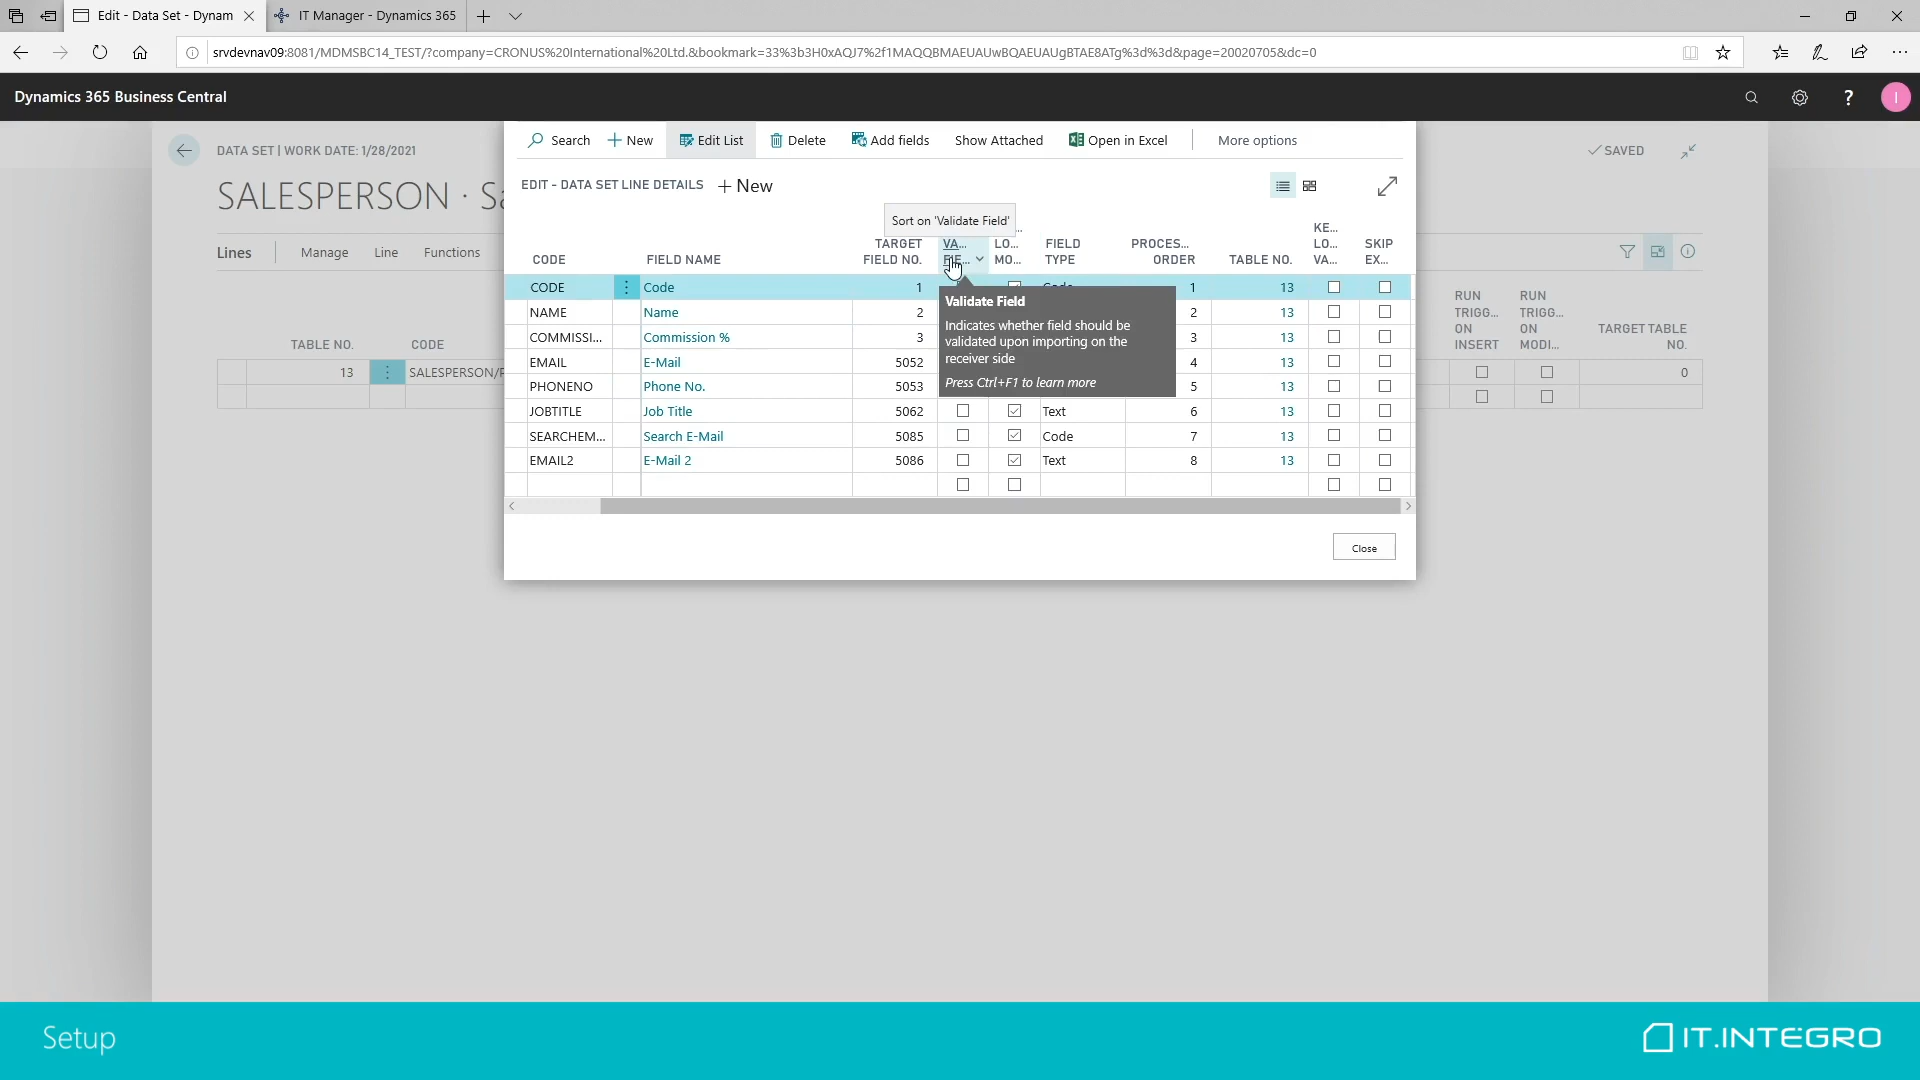 Edit - Data Set - Dynam
IT Manager - Dynamics 365
srvdevnav09:8081/MDMSBC14_TEST/?company=CRONUS%20International%20Ltd.&bookmark=33%3b3H0xAQJ7%2f1MAQQBMAEUAUwBQAEUAUgBTAE8ATg%3d%3d&page=20020705&dc=0
Dynamics 365 Business Central
?
I
Search New Edit List Delete Add fields Show Attached Open in Excel More options
DATA SET | WORK DATE: 1/28/2021
SAVED
EDIT - DATA SET LINE DETAILS + New
SALESPERSON · Sa
Sort on 'Validate Field'
Lines Manage Line Functions
CODE FIELD NAME TARGET FIELD NO. VA... FIE... LO... MO... FIELD TYPE PROCES... ORDER TABLE NO. KE... LO... VA... SKIP EX...
CODE Code 1 Code 1 13
NAME Name 2 2 13
COMMISSI... Commission % 3 3 13
EMAIL E-Mail 5052 4 13
PHONENO Phone No. 5053 5 13
JOBTITLE Job Title 5062 Text 6 13
SEARCHEM... Search E-Mail 5085 Code 7 13
EMAIL2 E-Mail 2 5086 Text 8 13
Validate Field
Indicates whether field should be
validated upon importing on the
receiver side
Press Ctrl+F1 to learn more
TABLE NO. CODE RUN TRIGG... ON INSERT RUN TRIGG... ON MODI... TARGET TABLE NO.
13 SALESPERSON/P 0
Close
Setup
IT.INTEGRO